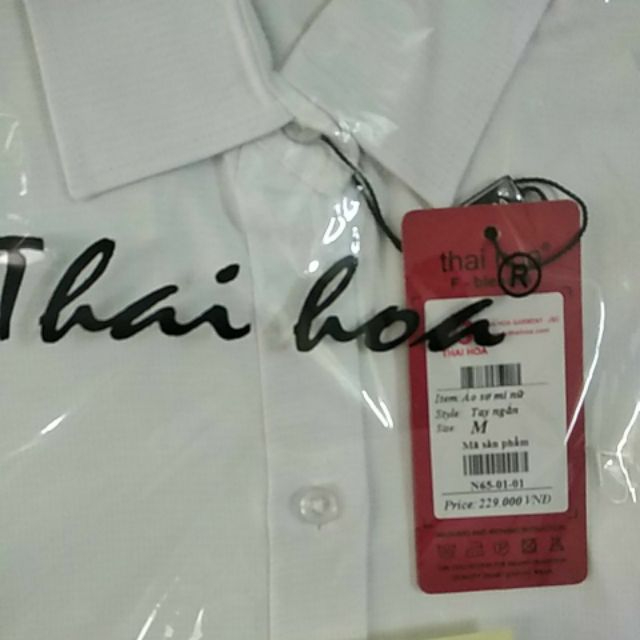 Thai hoa ®
thai
THAI HOA
Item: Áo sơ mi nữ
Style: Tay ngắn
Size: M
Mã sản phẩm
N65-01-01
Price: 229.000 VND